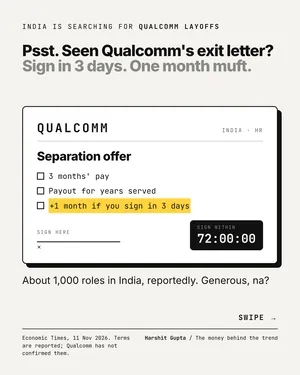 INDIA IS SEARCHING FOR QUALCOMM LAYOFFS
Psst. Seen Qualcomm's exit letter?
Sign in 3 days. One month muft.
QUALCOMM
INDIA · HR
Separation offer
3 months' pay
Payout for years served
+1 month if you sign in 3 days
SIGN HERE
×
SIGN WITHIN
72:00:00
About 1,000 roles in India, reportedly. Generous, na?
SWIPE →
Economic Times, 11 Nov 2026. Terms
are reported; Qualcomm has not
confirmed them.
Harshit Gupta / The money behind the trend